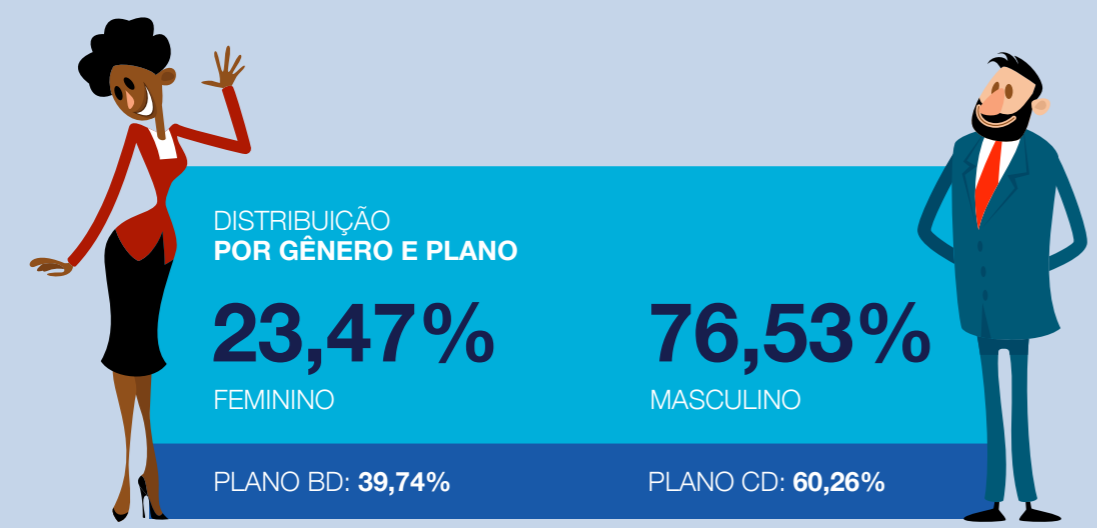 DISTRIBUIÇÃO
POR GÊNERO E PLANO
23,47%
76,53%
FEMININO
MASCULINO
PLANO BD: 39,74%
PLANO CD: 60,26%